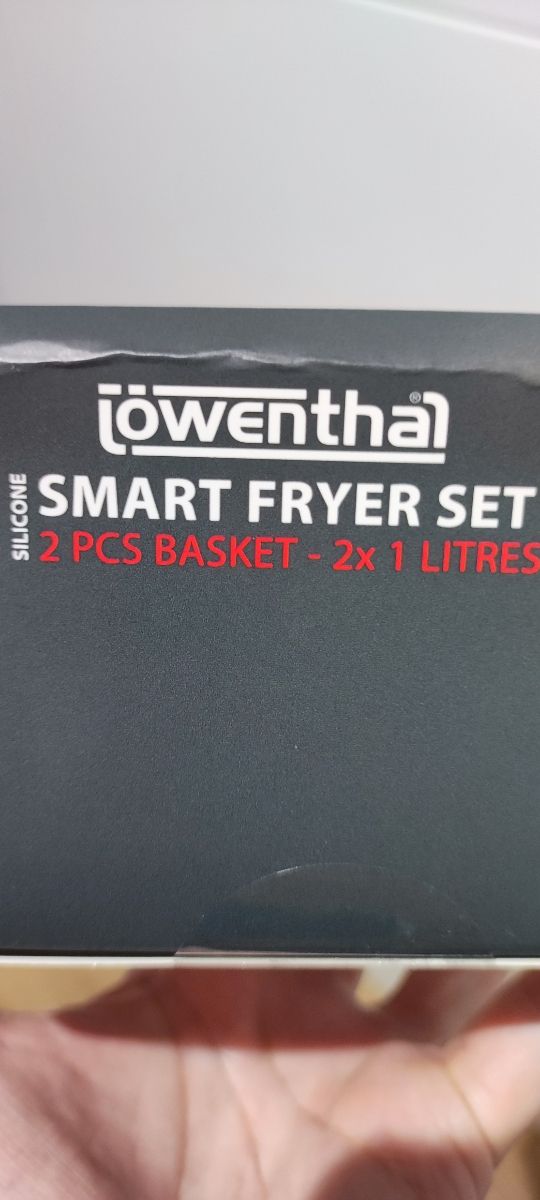 löwenthal®
SILICONE
SMART FRYER SET
2 PCS BASKET - 2x 1 LITRES